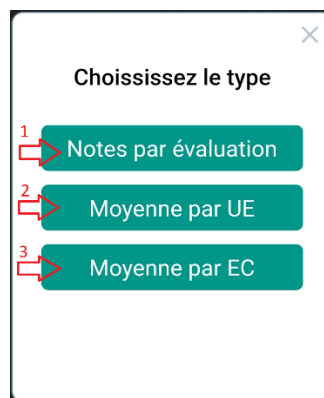 Choississez le type
1
Notes par évaluation
2
Moyenne par UE
3
Moyenne par EC